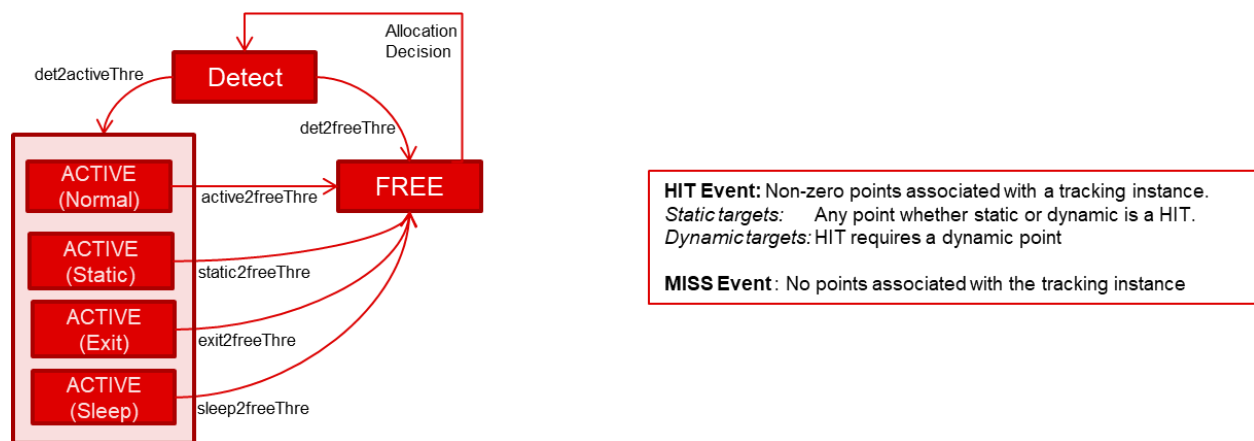 Allocation
Decision
det2activeThre
Detect
det2freeThre
ACTIVE
(Normal)
active2freeThre
FREE
ACTIVE
(Static)
static2freeThre
ACTIVE
(Exit)
exit2freeThre
ACTIVE
(Sleep)
sleep2freeThre
HIT Event: Non-zero points associated with a tracking instance.
Static targets: Any point whether static or dynamic is a HIT.
Dynamic targets: HIT requires a dynamic point
MISS Event : No points associated with the tracking instance